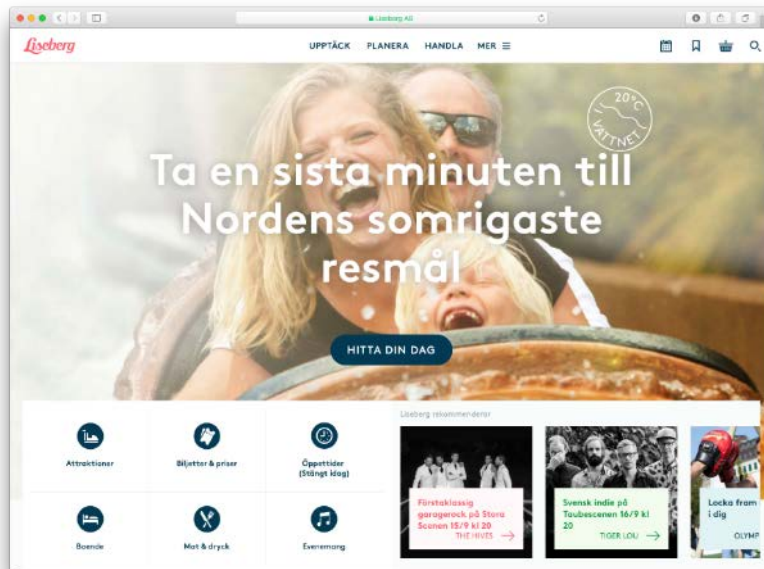 Liseberg AB
Liseberg
UPPTÄCK PLANERA HANDLA MER
20°C
VATTNET
Ta en sista minuten till
Nordens somrigaste
resmål
HITTA DIN DAG
Liseberg rekommenderar
Attraktioner
Biljetter & priser
Öppettider
(Stängt idag)
Boende
Mat & dryck
Evenemang
Förstaklassig
garagerock på Stora
Scenen 15/9 kl 20
THE HIVES
Svensk indie på
Taubescenen 16/9 kl
20
TIGER LOU
Locka fram
i dig
OLYMP